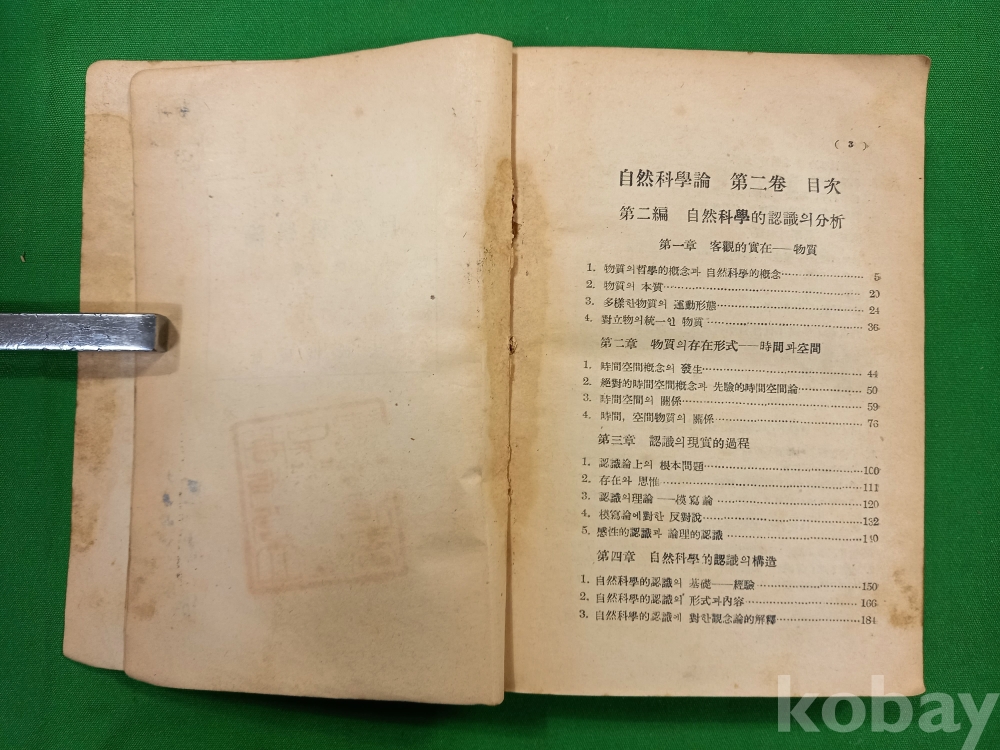 ( 3 )
自然科學論 第二卷 目次
第二編 自然科學的認識의分析
第一章 客觀的實在——物質
1. 物質의哲學的槪念과 自然科學的槪念 5
2. 物質의 本質 20
3. 多樣한物質의 運動形態 24
4. 對立物의統一인 物質 36
第二章 物質의存在形式——時間과空間
1. 時間空間槪念의 發生 44
2. 絕對的時間空間槪念과 先驗的時間空間論 50
3. 時間空間의 關係 59
4. 時間, 空間物質의 關係 76
第三章 認識의現實的過程
1. 認識論上의 根本問題 100
2. 存在와 思惟 111
3. 認識의理論——模寫論 120
4. 模寫論에對한 反對說 132
5. 感性的認識과 論理的認識 140
第四章 自然科學的認識의構造
1. 自然科學的認識의 基礎——經驗 150
2. 自然科學的認識의 形式과內容 166
3. 自然科學的認識에 對한觀念論的解釋 184
kobay